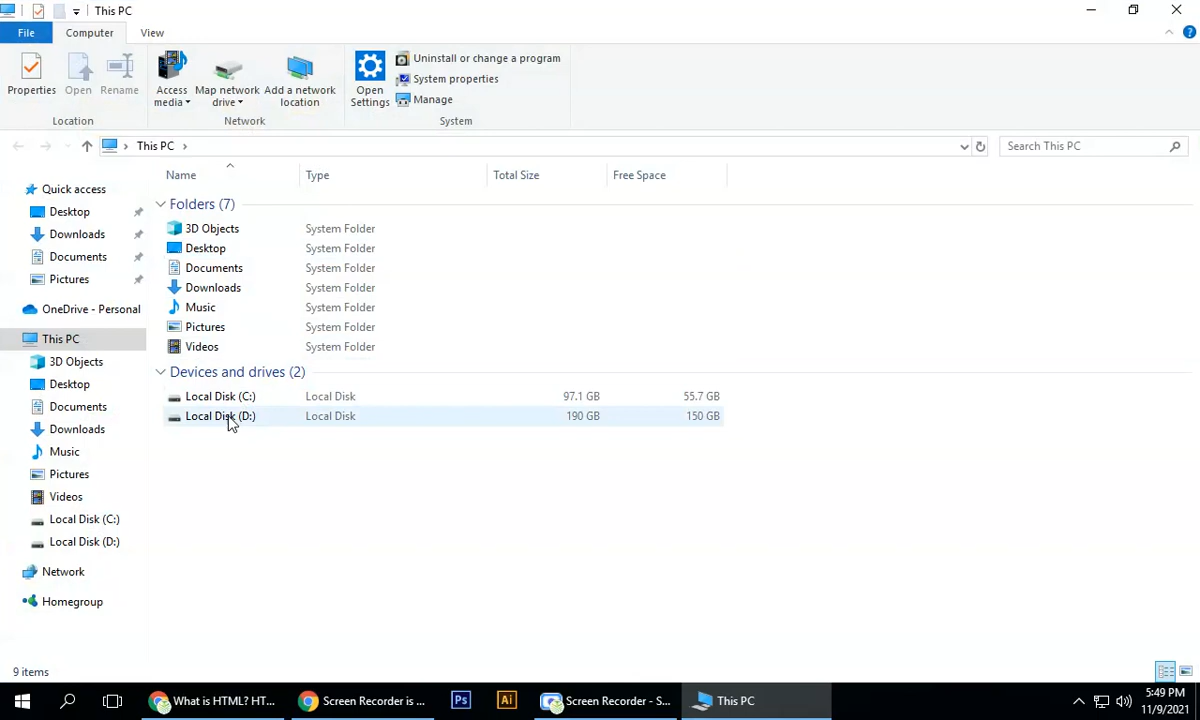 This PC
File Computer View
Properties Open Rename Access media Map network drive Add a network location Open Settings Uninstall or change a program
System properties
Manage
Location Network System
This PC Search This PC
Name Type Total Size Free Space
Quick access
Desktop
Downloads
Documents
Pictures
OneDrive - Personal
This PC
3D Objects
Desktop
Documents
Downloads
Music
Pictures
Videos
Local Disk (C:)
Local Disk (D:)
Network
Homegroup
Folders (7)
3D Objects System Folder
Desktop System Folder
Documents System Folder
Downloads System Folder
Music System Folder
Pictures System Folder
Videos System Folder
Devices and drives (2)
Local Disk (C:) Local Disk 97.1 GB 55.7 GB
Local Disk (D:) Local Disk 190 GB 150 GB
9 items
What is HTML? HT... Screen Recorder is ... Ps Ai Screen Recorder - S... This PC
5:49 PM
11/9/2021